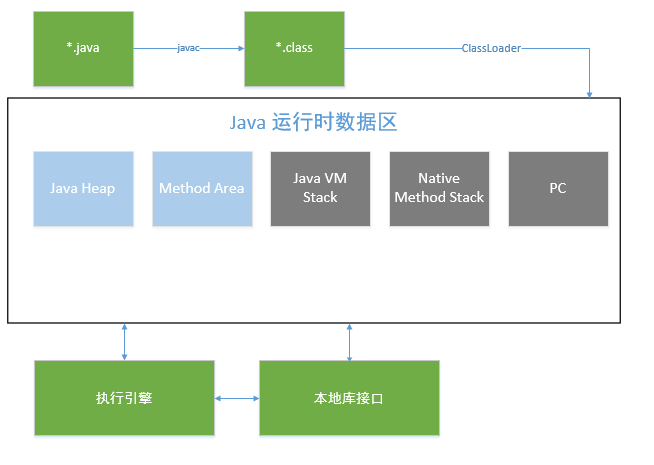 *.java
javac
*.class
ClassLoader
Java 运行时数据区
Java Heap
Method Area
Java VM
Stack
Native
Method Stack
PC
执行引擎
本地库接口